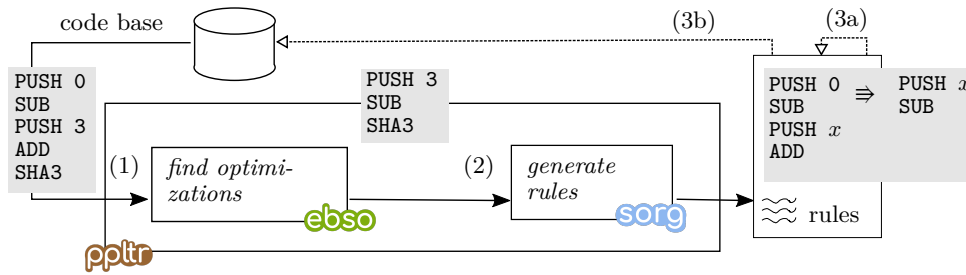 code base
(3b)
(3a)
PUSH 0
SUB
PUSH 3
ADD
SHA3
PUSH 3
SUB
SHA3
PUSH 0
SUB
PUSH x
ADD
⇛
PUSH x
SUB
(1)
find optimi-
zations
ebso
(2)
generate
rules
sorg
rules
ppltr